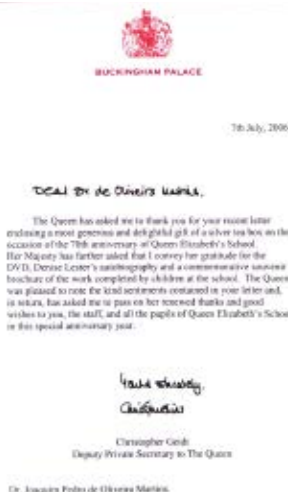 BUCKINGHAM PALACE
7th July, 2006
Dear Dr de Oliveira
The Queen has asked me to thank you for your recent letter
enclosing a most generous and delightful gift of a silver tea box on the
occasion of the 70th anniversary of Queen Elizabeth's School.
Her Majesty has further asked that I convey her gratitude for the
DVD, Denise Lester's autobiography and a commemorative souvenir
brochure of the work completed by children at the school. The Queen
was pleased to note the kind sentiments contained in your letter and,
in return, has asked me to pass on her renewed thanks and good
wishes to you, the staff, and all the pupils of Queen Elizabeth's School
in this special anniversary year.
Yours sincerely,
Christopher Geidt
Deputy Private Secretary to The Queen
Dr. Joaquim Pedro de Oliveira Martins.